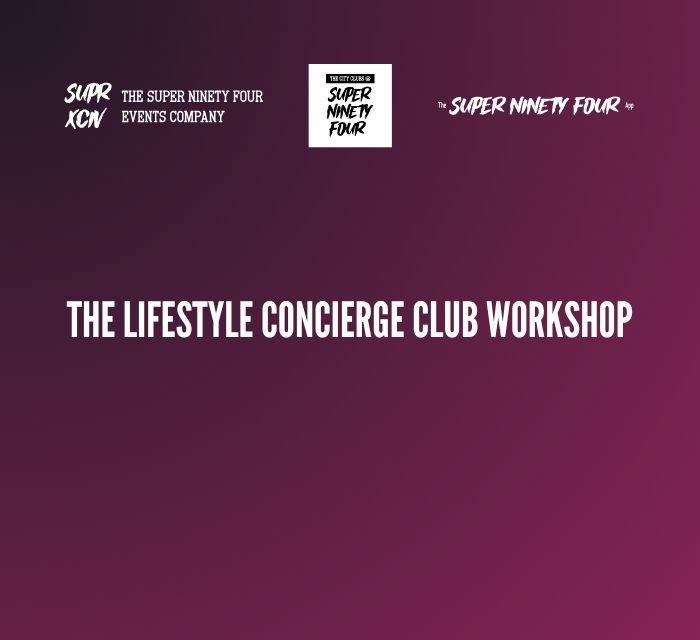 SUPR
XCIV
THE SUPER NINETY FOUR
EVENTS COMPANY
THE CITY CLUBS
SUPER
NINETY
FOUR
The SUPER NINETY FOUR App
THE LIFESTYLE CONCIERGE CLUB WORKSHOP